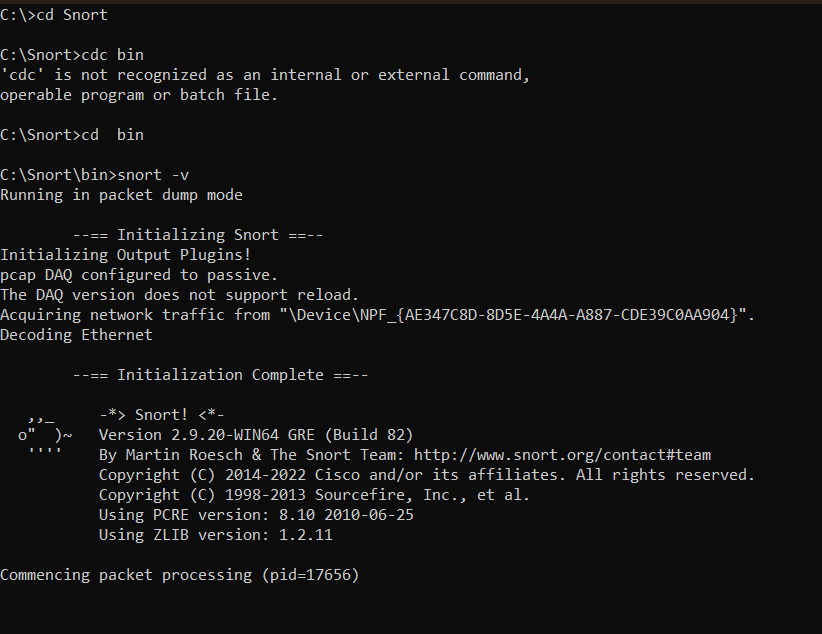 C:\>cd Snort
C:\Snort>cdc bin
'cdc' is not recognized as an internal or external command,
operable program or batch file.
C:\Snort>cd  bin
C:\Snort\bin>snort -v
Running in packet dump mode
--== Initializing Snort ==--
Initializing Output Plugins!
pcap DAQ configured to passive.
The DAQ version does not support reload.
Acquiring network traffic from "\Device\NPF_{AE347C8D-8D5E-4A4A-A887-CDE39C0AA904}".
Decoding Ethernet
--== Initialization Complete ==--
,,_     -*> Snort! <*-
o"  )~   Version 2.9.20-WIN64 GRE (Build 82)
''''    By Martin Roesch & The Snort Team: http://www.snort.org/contact#team
Copyright (C) 2014-2022 Cisco and/or its affiliates. All rights reserved.
Copyright (C) 1998-2013 Sourcefire, Inc., et al.
Using PCRE version: 8.10 2010-06-25
Using ZLIB version: 1.2.11
Commencing packet processing (pid=17656)